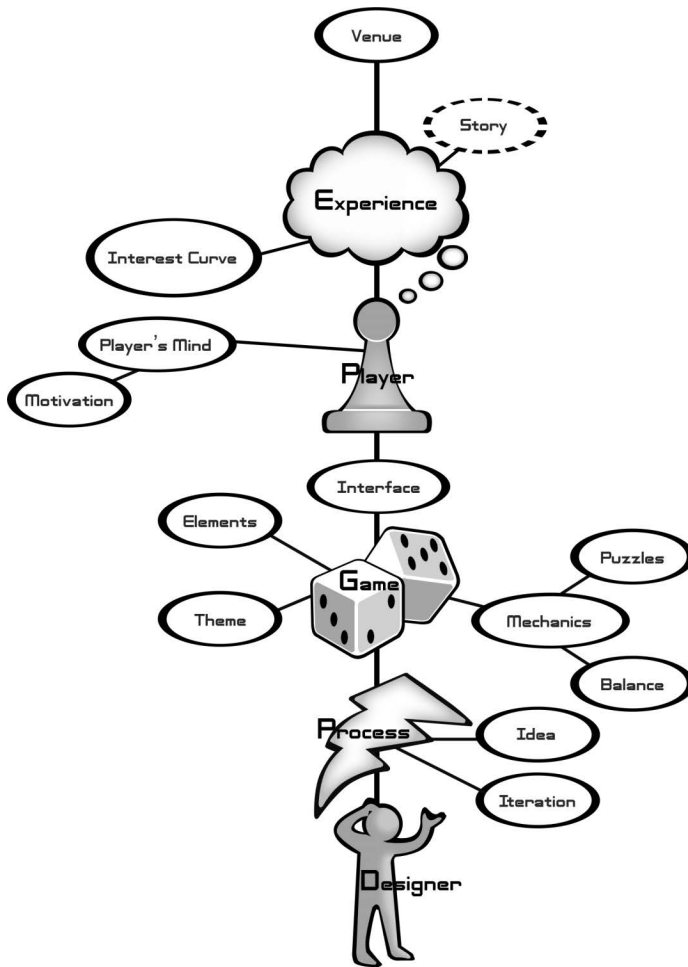 Venue
Story
Experience
Interest Curve
Player's Mind
Player
Motivation
Interface
Elements
Puzzles
Game
Theme
Mechanics
Balance
Process
Idea
Iteration
Designer